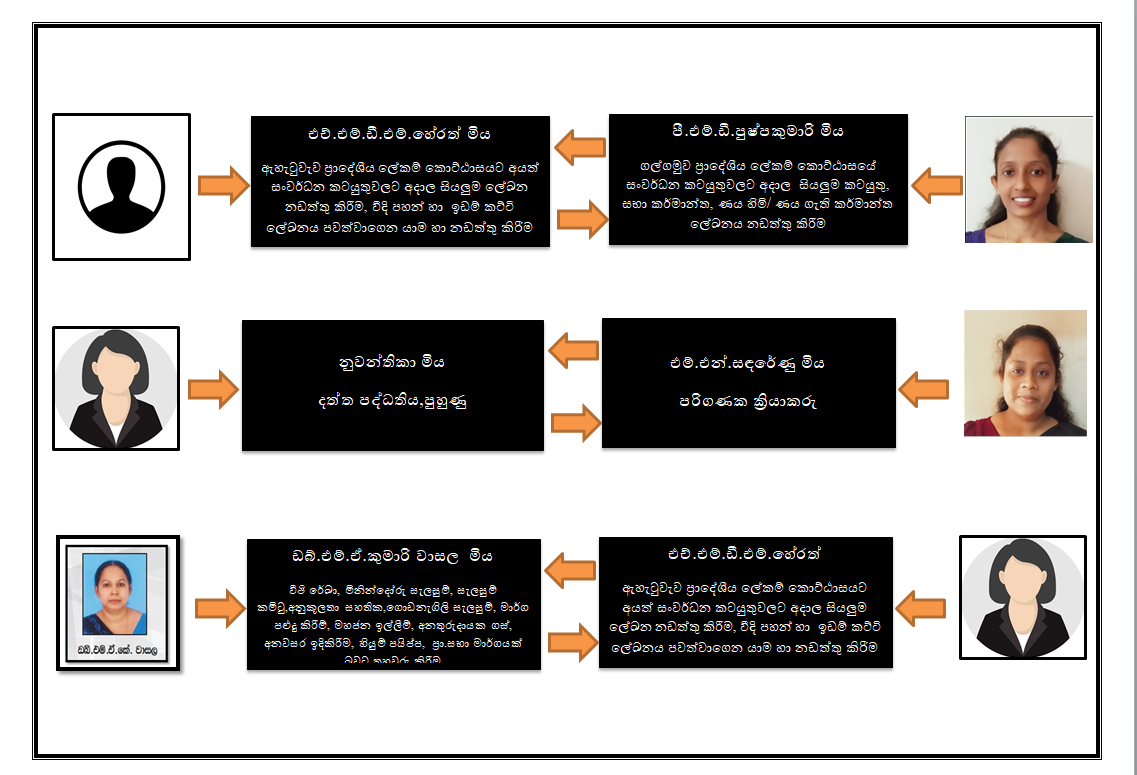 එච්.එම්.ඩී.එම්.හේරත් මිය
ඇහැටුවැව ප්‍රාදේශිය ලේකම් කොට්ඨාසයට අයත්
සංවර්ධන කටයුතුවලට අදාල සියලුම ලේඛන
නඩත්තු කිරීම, වීදි පහන් හා ඉඩම් කට්ටි
ලේඛනය පවත්වාගෙන යාම හා නඩත්තු කිරීම
පී.එම්.ඩී.පුෂ්පකුමාරි මිය
ගල්ගමුව ප්‍රාදේශිය ලේකම් කොට්ඨාසයේ
සංවර්ධන කටයුතුවලට අදාල සියලුම කටයුතු,
සභා කර්මාන්ත, ණය හිමි/ ණය ගැති කර්මාන්ත
ලේඛනය නඩත්තු කිරීම
නුවන්තිකා මිය
දත්ත පද්ධතිය,පුහුණු
එම්.එන්.සඳරේණු මිය
පරිගණක ක්‍රියාකරු
ඩබ්.එම්.ඒ.කේ. වාසල
ඩබ්.එම්.ඒ.කුමාරි වාසල මිය
වීථි රේඛා, මිනින්දෝරු සැලසුම්, සැලසුම්
කමිටු,අනුකුලතා සහතික,ගොඩනැගිලි සැලසුම්, මාර්ග
පළුදු කිරීම්, මහජන ඉල්ලීම්, අනතුරුදායක ගස්,
අනවසර ඉදිකිරීම්, හියුම් පයිප්ප, ප්‍රා.සභා මාර්ගයක්
බවට තහවුරු කිරීම
එච්.එම්.ඩී.එම්.හේරත්
ඇහැටුවැව ප්‍රාදේශිය ලේකම් කොට්ඨාසයට
අයත් සංවර්ධන කටයුතුවලට අදාල සියලුම
ලේඛන නඩත්තු කිරීම, වීදි පහන් හා ඉඩම් කට්ටි
ලේඛනය පවත්වාගෙන යාම හා නඩත්තු කිරීම